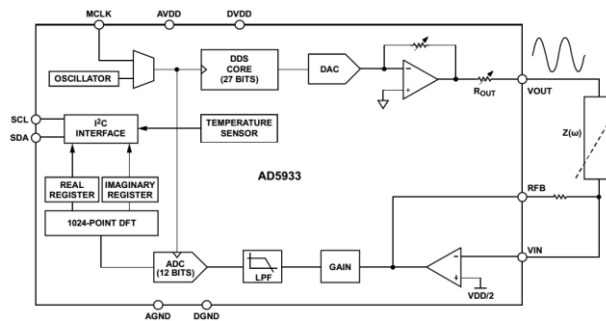 MCLK
AVDD
DVDD
OSCILLATOR
DDS
CORE
(27 BITS)
DAC
ROUT
VOUT
SCL
SDA
I2C
INTERFACE
TEMPERATURE
SENSOR
Z(ω)
AD5933
REAL
REGISTER
IMAGINARY
REGISTER
RFB
1024-POINT DFT
VIN
ADC
(12 BITS)
LPF
GAIN
VDD/2
AGND
DGND